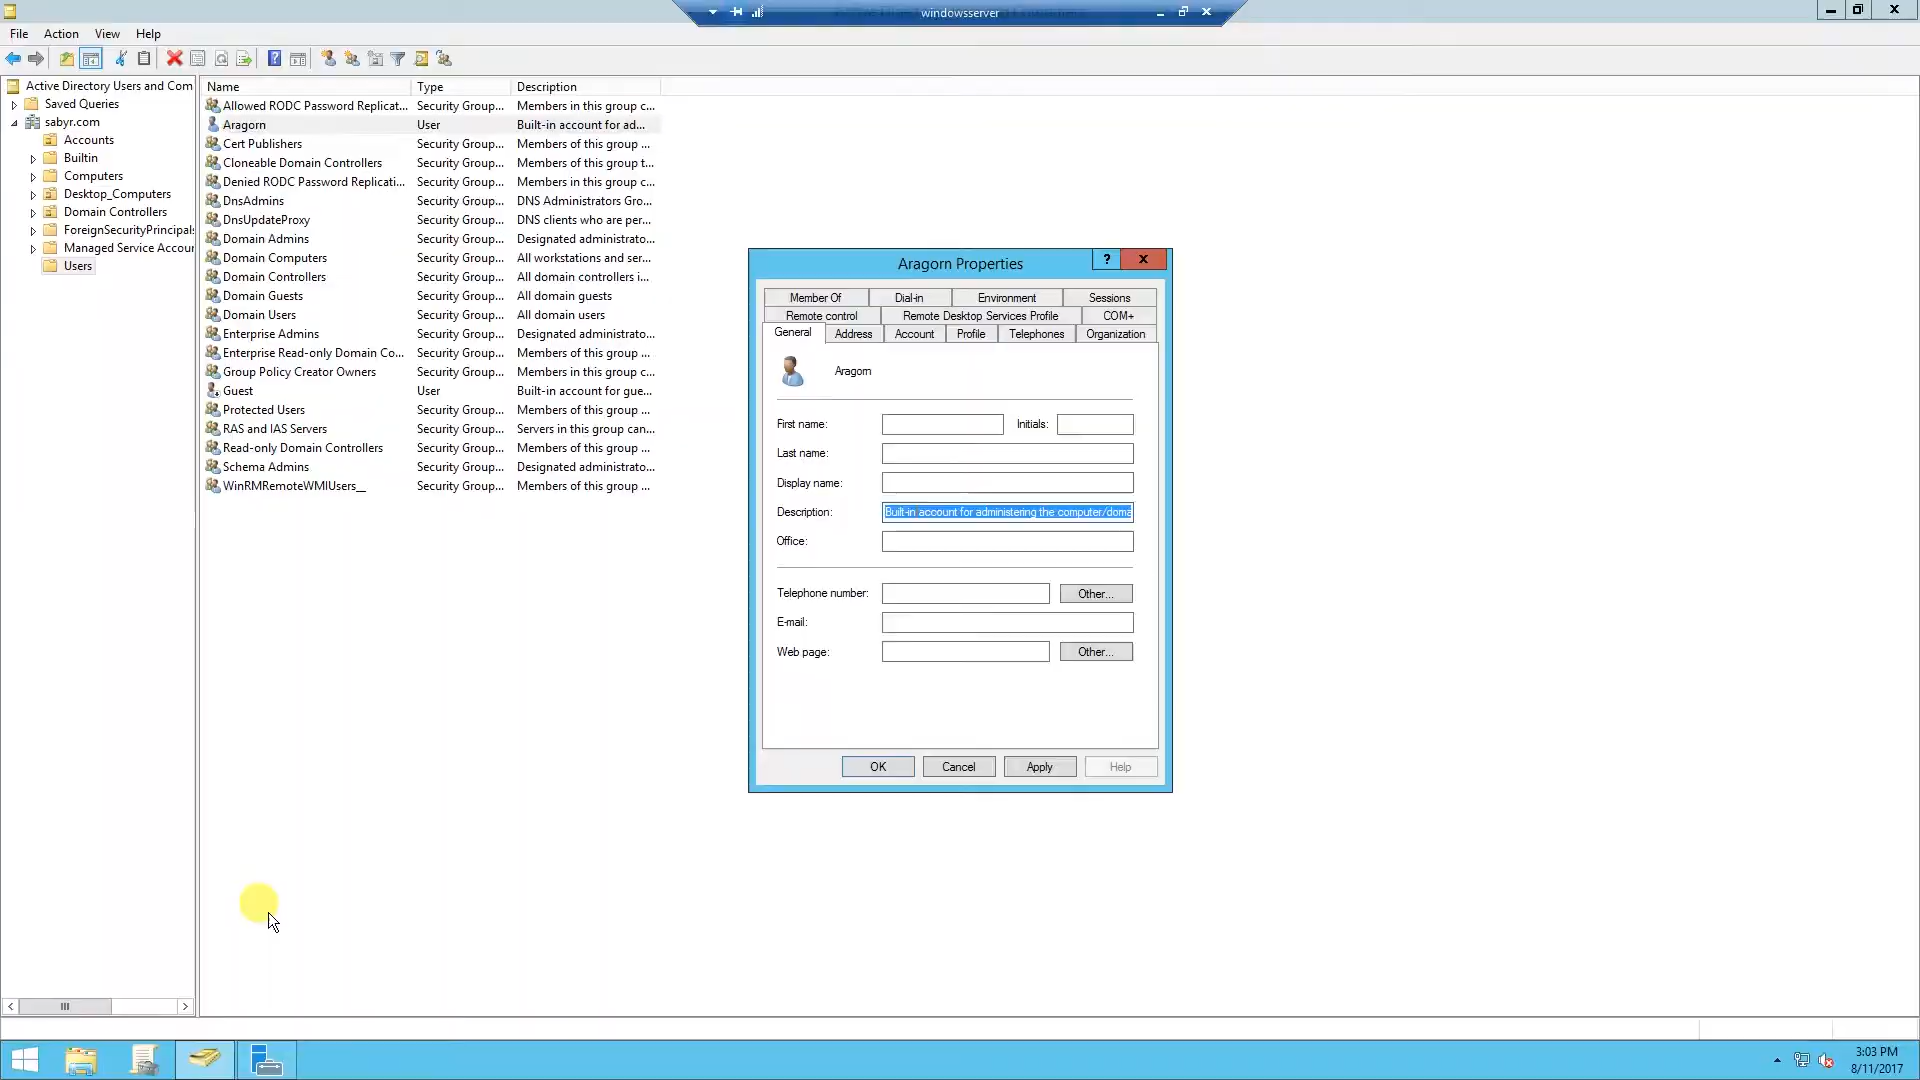 windowsserver
File Action View Help
Active Directory Users and Com
Saved Queries
sabyr.com
Accounts
Builtin
Computers
Desktop_Computers
Domain Controllers
ForeignSecurityPrincipals
Managed Service Accour
Users
Name Type Description
Allowed RODC Password Replicat... Security Group... Members in this group c...
Aragorn User Built-in account for ad...
Cert Publishers Security Group... Members of this group ...
Cloneable Domain Controllers Security Group... Members of this group t...
Denied RODC Password Replicati... Security Group... Members in this group c...
DnsAdmins Security Group... DNS Administrators Gro...
DnsUpdateProxy Security Group... DNS clients who are per...
Domain Admins Security Group... Designated administrato...
Domain Computers Security Group... All workstations and ser...
Domain Controllers Security Group... All domain controllers i...
Domain Guests Security Group... All domain guests
Domain Users Security Group... All domain users
Enterprise Admins Security Group... Designated administrato...
Enterprise Read-only Domain Co... Security Group... Members of this group ...
Group Policy Creator Owners Security Group... Members in this group c...
Guest User Built-in account for gue...
Protected Users Security Group... Members of this group ...
RAS and IAS Servers Security Group... Servers in this group can...
Read-only Domain Controllers Security Group... Members of this group ...
Schema Admins Security Group... Designated administrato...
WinRMRemoteWMIUsers__ Security Group... Members of this group ...
Aragorn Properties
Member Of Dial-in Environment Sessions
Remote control Remote Desktop Services Profile COM+
General Address Account Profile Telephones Organization
Aragorn
First name: Initials:
Last name:
Display name:
Description: Built-in account for administering the computer/doma
Office:
Telephone number: Other...
E-mail:
Web page: Other...
OK Cancel Apply Help
3:03 PM
8/11/2017